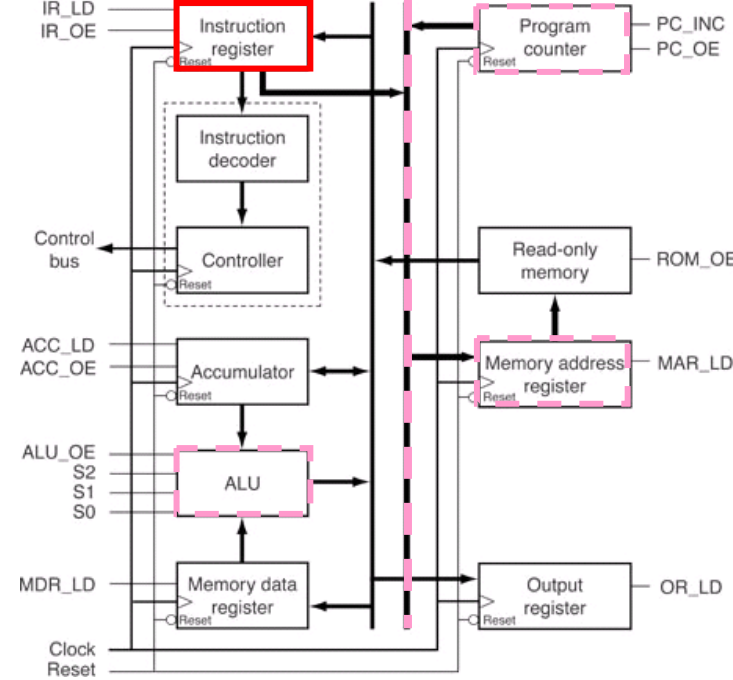 IR_LD
IR_OE
Instruction
register
Reset
Program
counter
Reset
PC_INC
PC_OE
Instruction
decoder
Control
bus
Controller
Reset
Read-only
memory
ROM_OE
ACC_LD
ACC_OE
Accumulator
Reset
Memory address
register
Reset
MAR_LD
ALU_OE
S2
S1
S0
ALU
MDR_LD
Memory data
register
Reset
Output
register
Reset
OR_LD
Clock
Reset